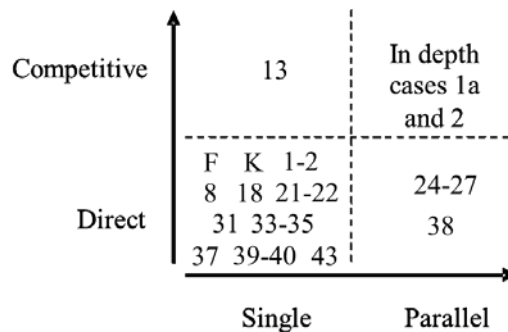 Competitive
13
In depth
cases 1a
and 2
Direct
F K 1-2
8 18 21-22
31 33-35
37 39-40 43
24-27
38
Single Parallel